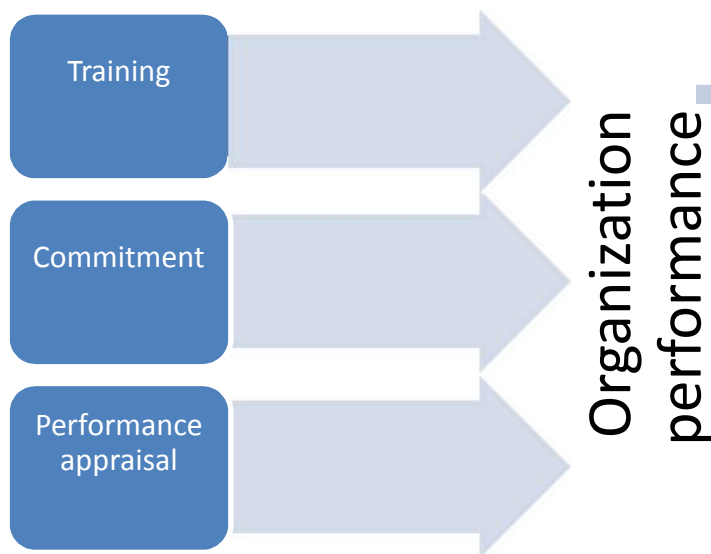 Training
Commitment
Performance
appraisal
Organization
performance